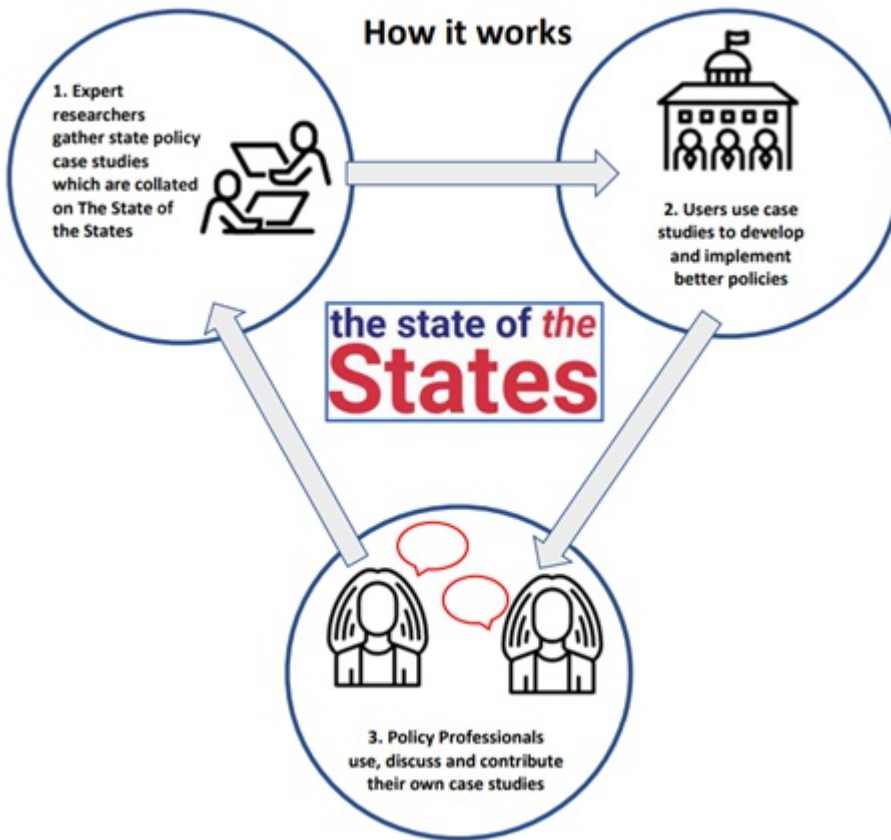 How it works
1. Expert
researchers
gather state policy
case studies
which are collated
on The State of
the States
2. Users use case
studies to develop
and implement
better policies
the state of the
States
3. Policy Professionals
use, discuss and contribute
their own case studies